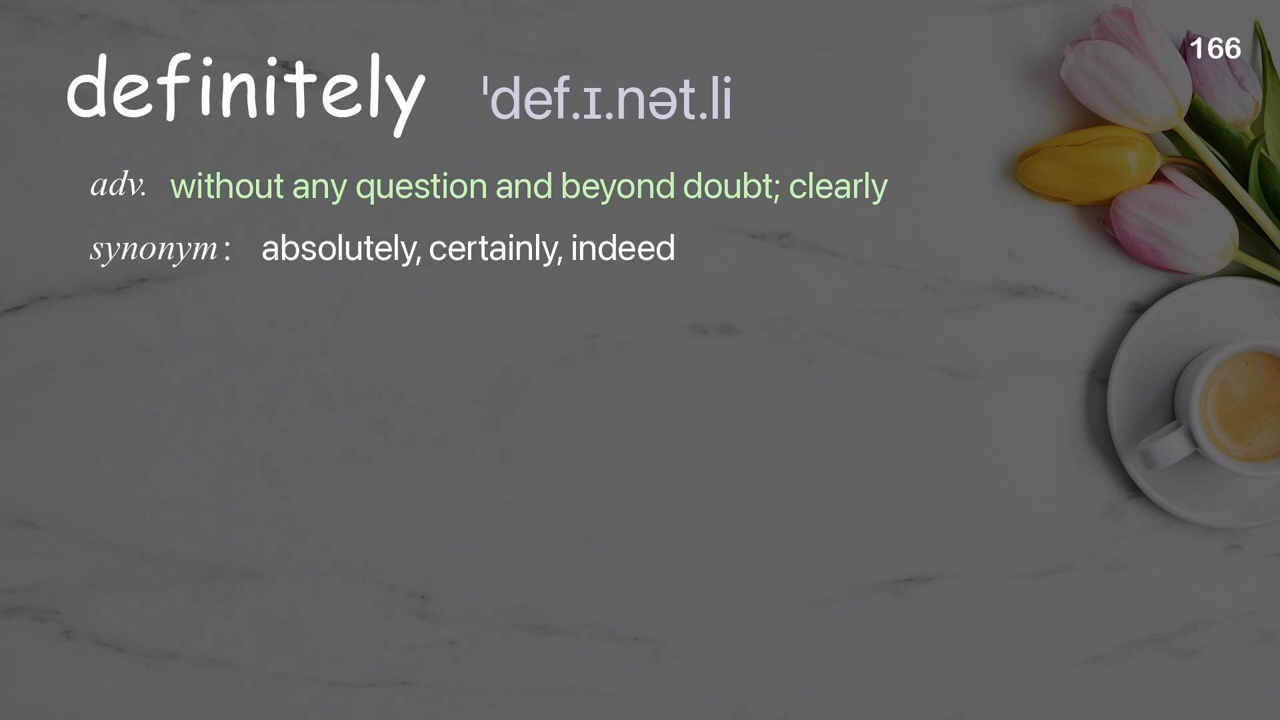 166
definitely ˈdef.ɪ.nət.li
adv. without any question and beyond doubt; clearly
synonym: absolutely, certainly, indeed